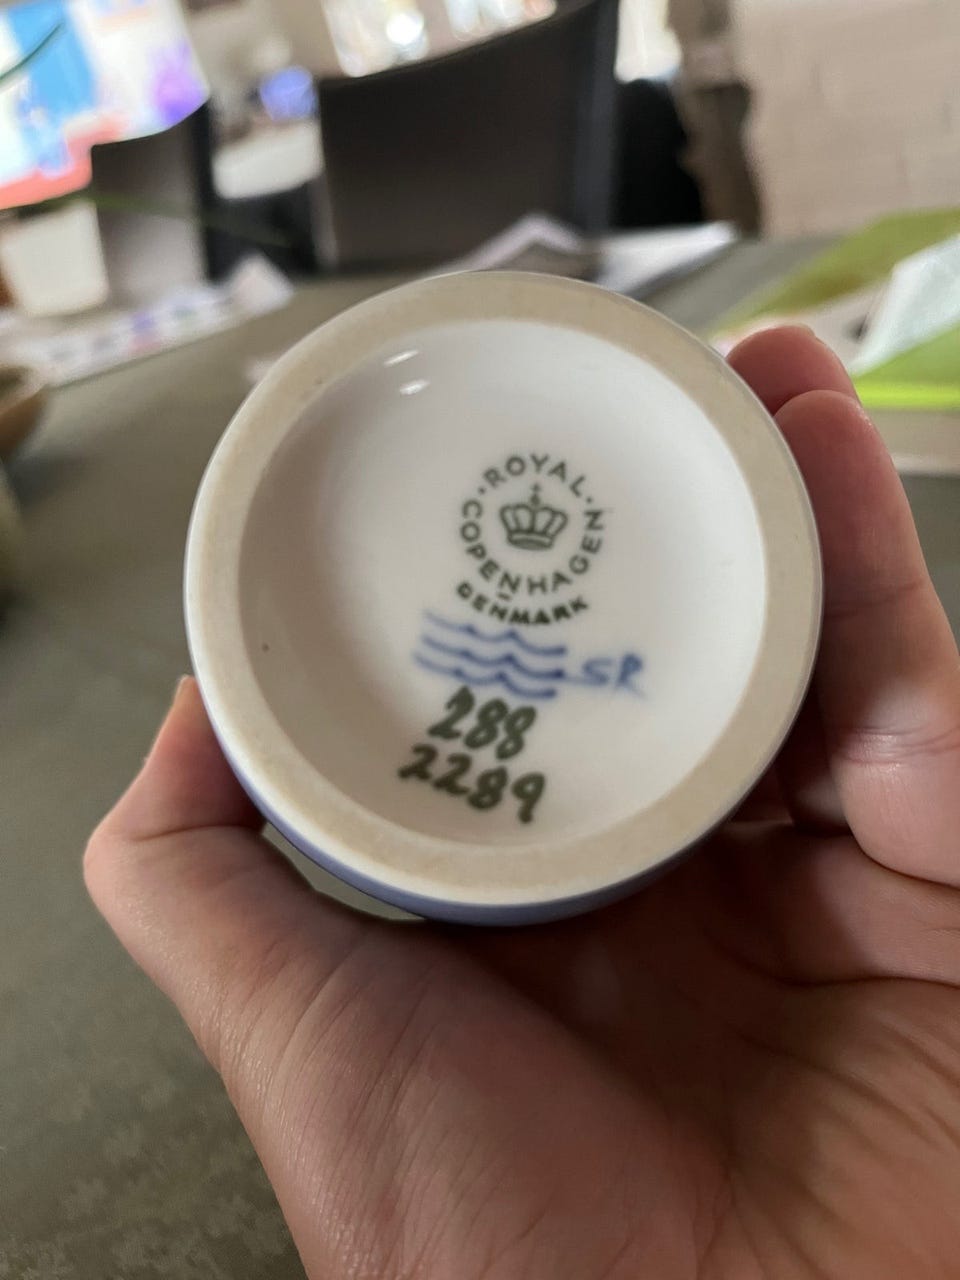 ROYAL COPENHAGEN
DENMARK
SR
288
2289